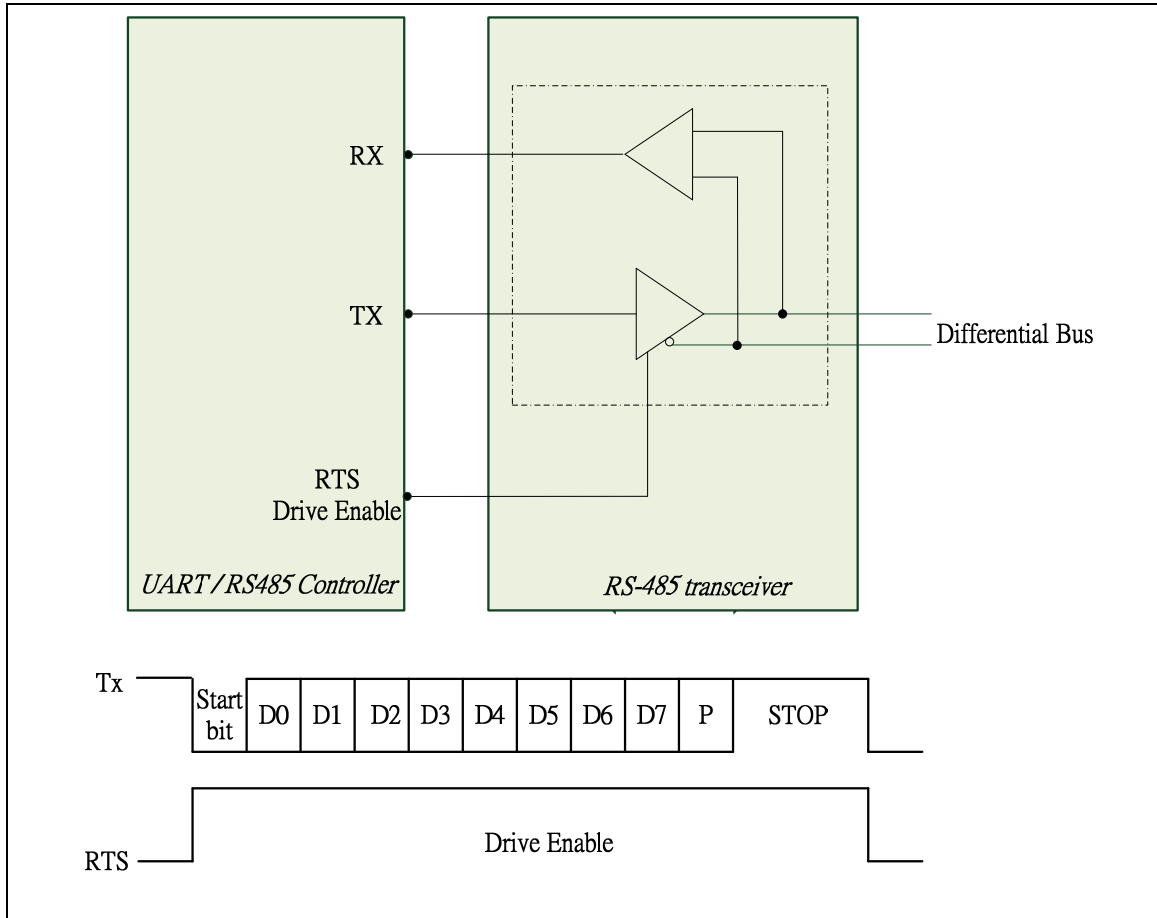 RX
TX
Differential Bus
RTS
Drive Enable
UART / RS485 Controller
RS-485 transceiver
Tx
Start
bit
D0 D1 D2 D3 D4 D5 D6 D7 P STOP
Drive Enable
RTS